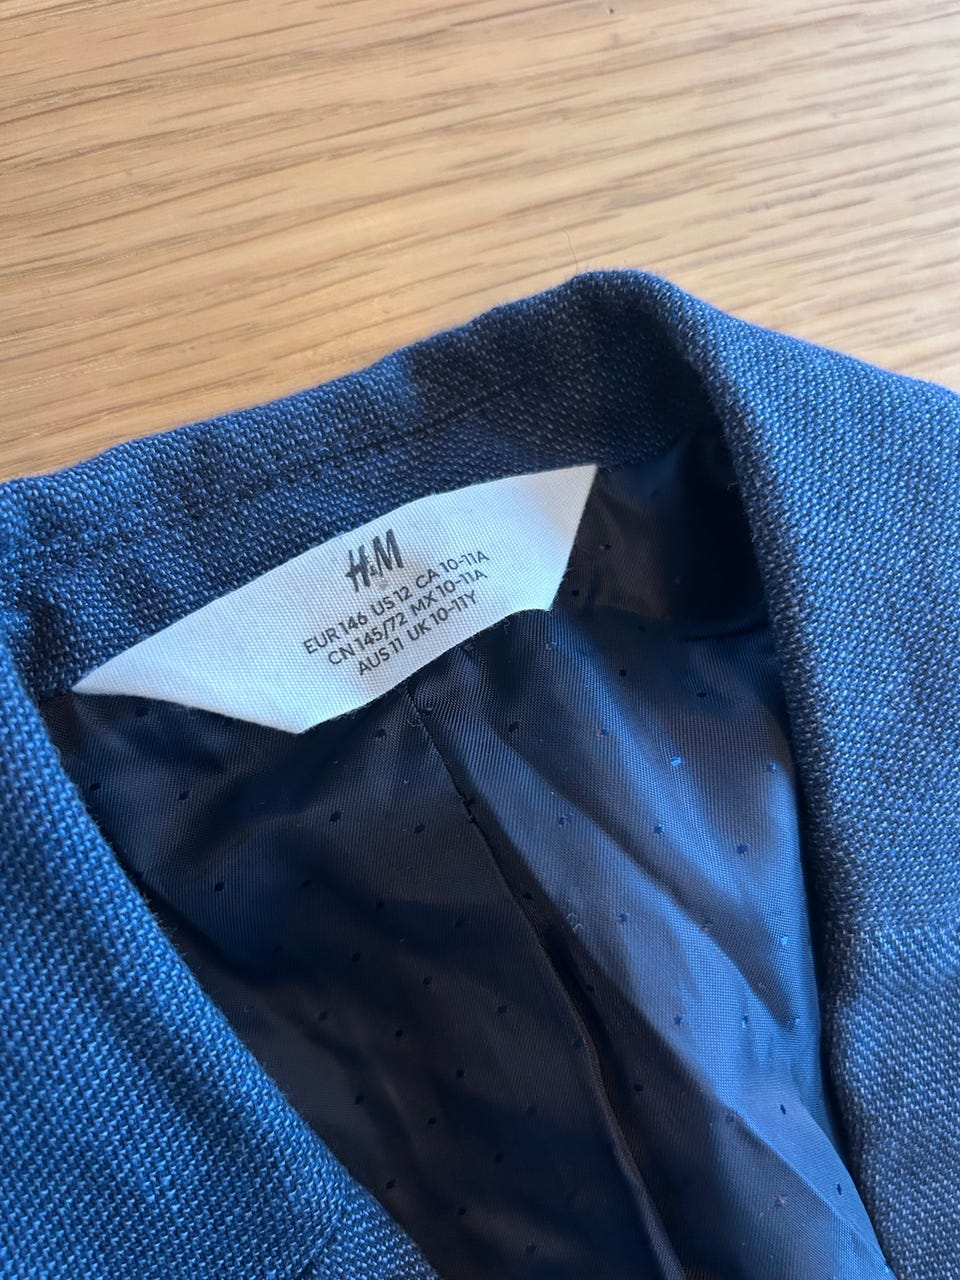 H&M
EUR 146 US 12 CA 10-11A
CN 145/72 MX 10-11A
AUS 11 UK 10-11Y